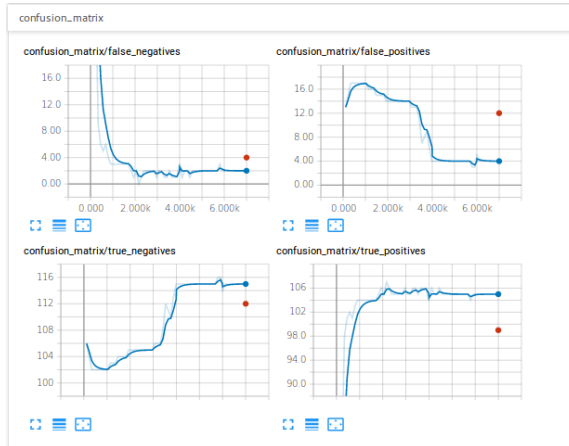 confusion_matrix
confusion_matrix/false_negatives
confusion_matrix/false_positives
16.0
12.0
8.00
4.00
0.00
0.000 2.000k 4.000k 6.000k
16.0
12.0
8.00
4.00
0.00
0.000 2.000k 4.000k 6.000k
confusion_matrix/true_negatives
confusion_matrix/true_positives
116
112
108
104
100
106
102
98.0
94.0
90.0